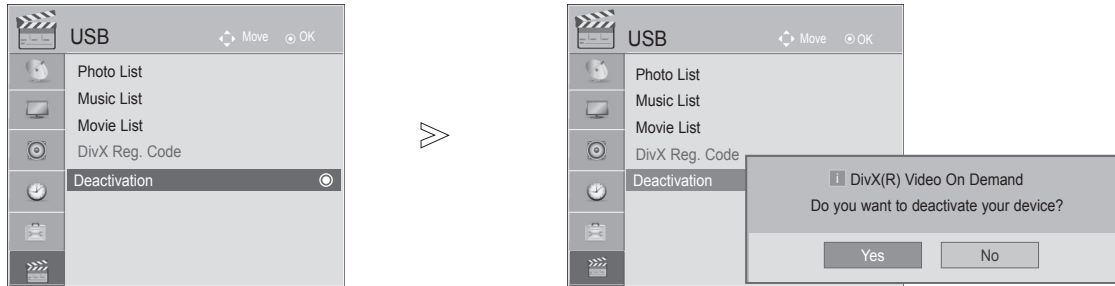 USB Move OK
Photo List
Music List
Movie List
DivX Reg. Code
Deactivation
USB Move OK
Photo List
Music List
Movie List
DivX Reg. Code
Deactivation
i DivX(R) Video On Demand
Do you want to deactivate your device?
Yes No